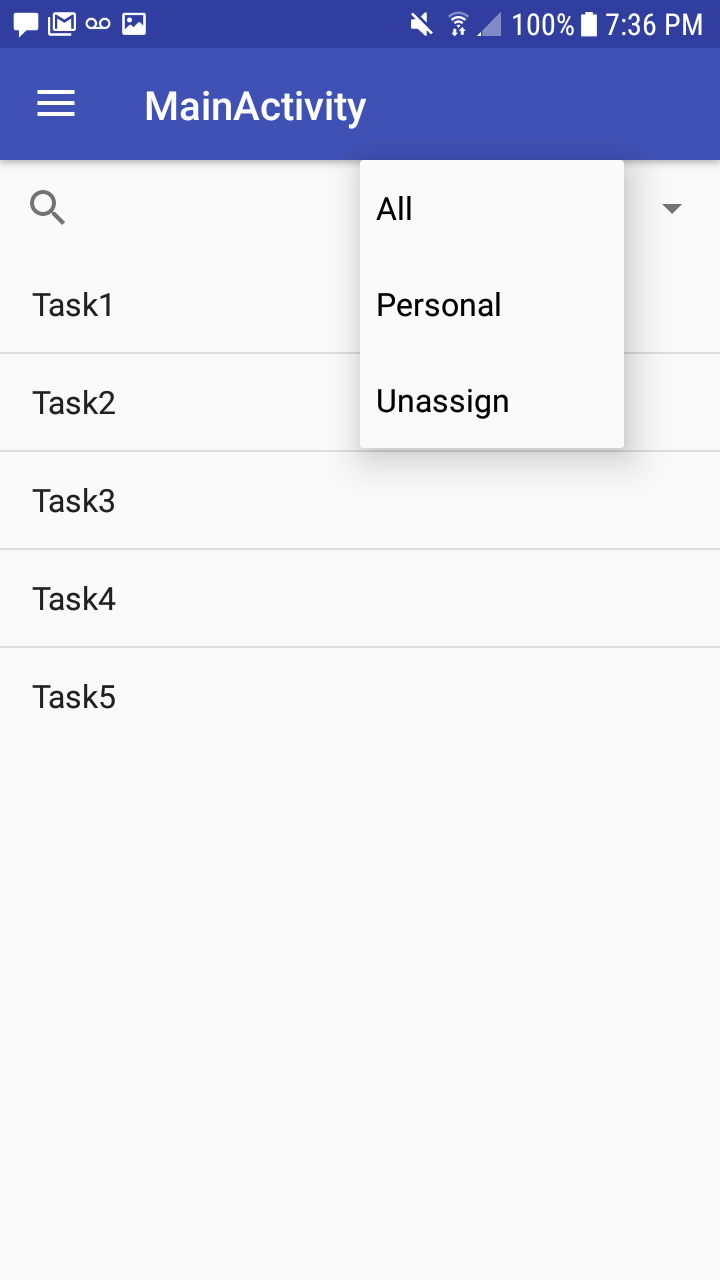 100% 7:36 PM
MainActivity
All
Task1
Personal
Task2
Unassign
Task3
Task4
Task5